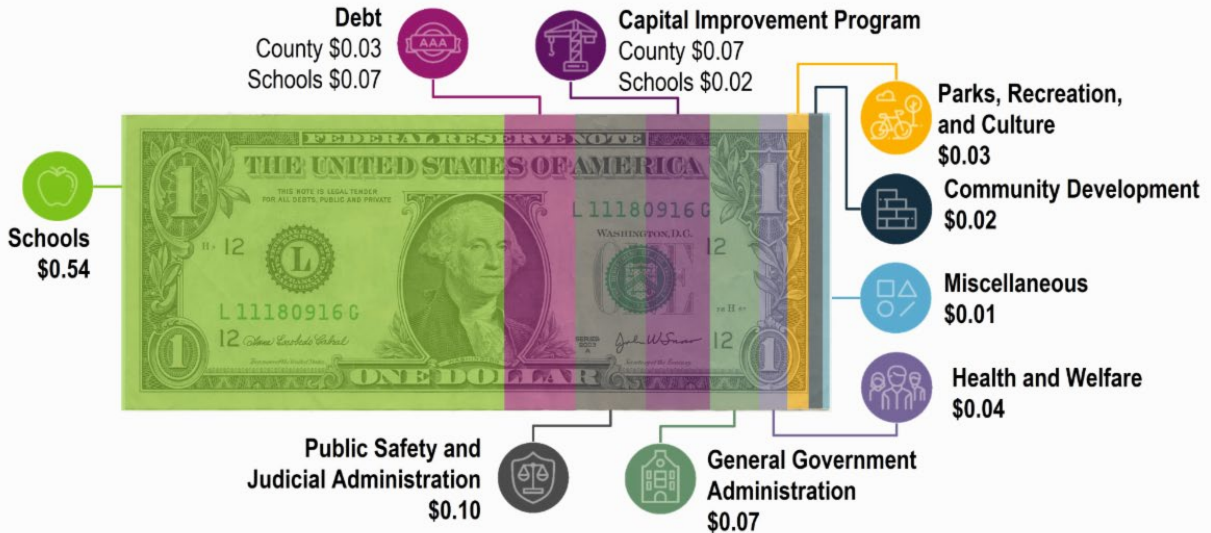 Debt
County $0.03
Schools $0.07
AAA
Capital Improvement Program
County $0.07
Schools $0.02
Parks, Recreation,
and Culture
$0.03
Community Development
$0.02
Miscellaneous
$0.01
Health and Welfare
$0.04
Schools
$0.54
FEDERAL RESERVE NOTE
THE UNITED STATES OF AMERICA
THIS NOTE IS LEGAL TENDER
FOR ALL DEBTS, PUBLIC AND PRIVATE
L 11180916 G
WASHINGTON, D.C.
1
1
12
L
ONE
L 11180916 G
12
12
SERIES
2003
A
1
1
ONE DOLLAR
Public Safety and
Judicial Administration
$0.10
General Government
Administration
$0.07